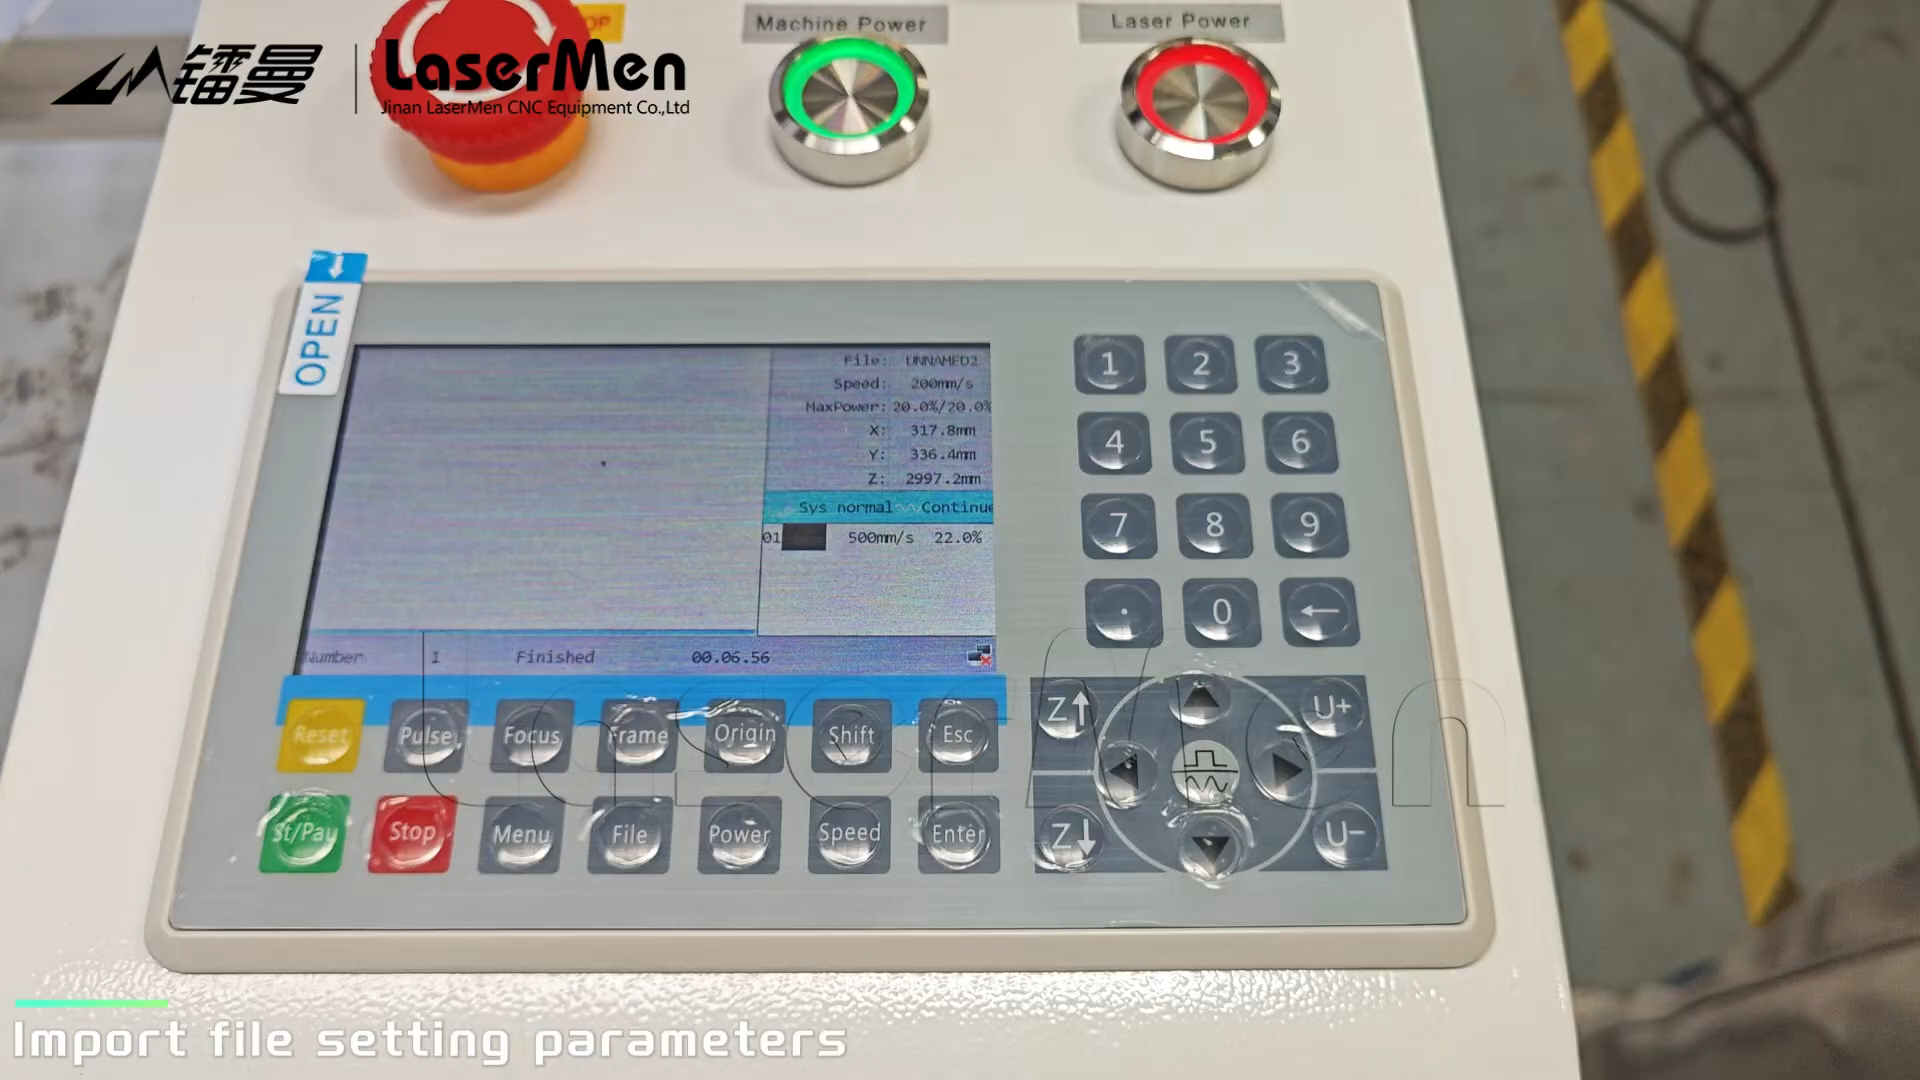 STOP
Machine Power
Laser Power
镭曼
LaserMen
Jinan LaserMen CNC Equipment Co.,Ltd
OPEN
File: UNNAMED2
Speed: 200mm/s
MaxPower: 20.0%/20.0%
X: 317.8mm
Y: 336.4mm
Z: 2997.2mm
Sys normal Continue
01 500mm/s 22.0%
Number 1 Finished 00.06.56
1 2 3
4 5 6
7 8 9
. 0 ←
Reset Pulse Focus Frame Origin Shift Esc
St/Pau Stop Menu File Power Speed Enter
Z↑ U+
Z↓ U-
LaserMen
Import file setting parameters